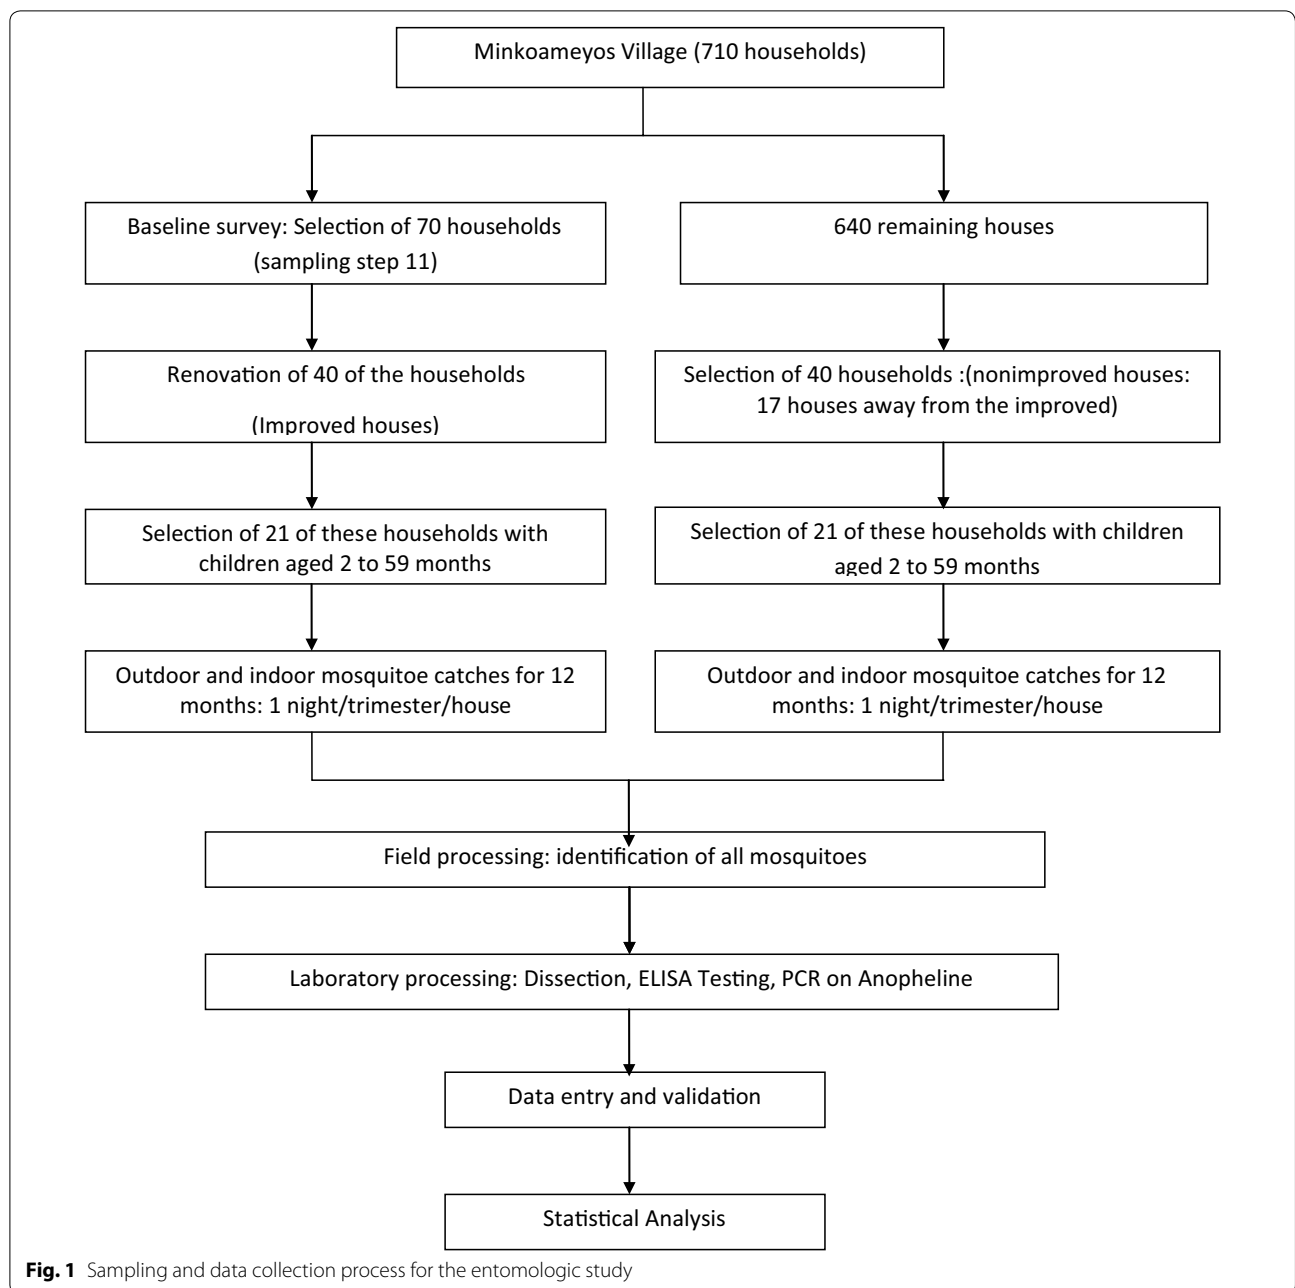 Minkoameyos Village (710 households)
Baseline survey: Selection of 70 households
(sampling step 11)
640 remaining houses
Renovation of 40 of the households
(Improved houses)
Selection of 40 households :(nonimproved houses:
17 houses away from the improved)
Selection of 21 of these households with
children aged 2 to 59 months
Selection of 21 of these households with children
aged 2 to 59 months
Outdoor and indoor mosquitoe catches for 12
months: 1 night/trimester/house
Outdoor and indoor mosquitoe catches for 12
months: 1 night/trimester/house
Field processing: identification of all mosquitoes
Laboratory processing: Dissection, ELISA Testing, PCR on Anopheline
Data entry and validation
Statistical Analysis
Fig. 1 Sampling and data collection process for the entomologic study